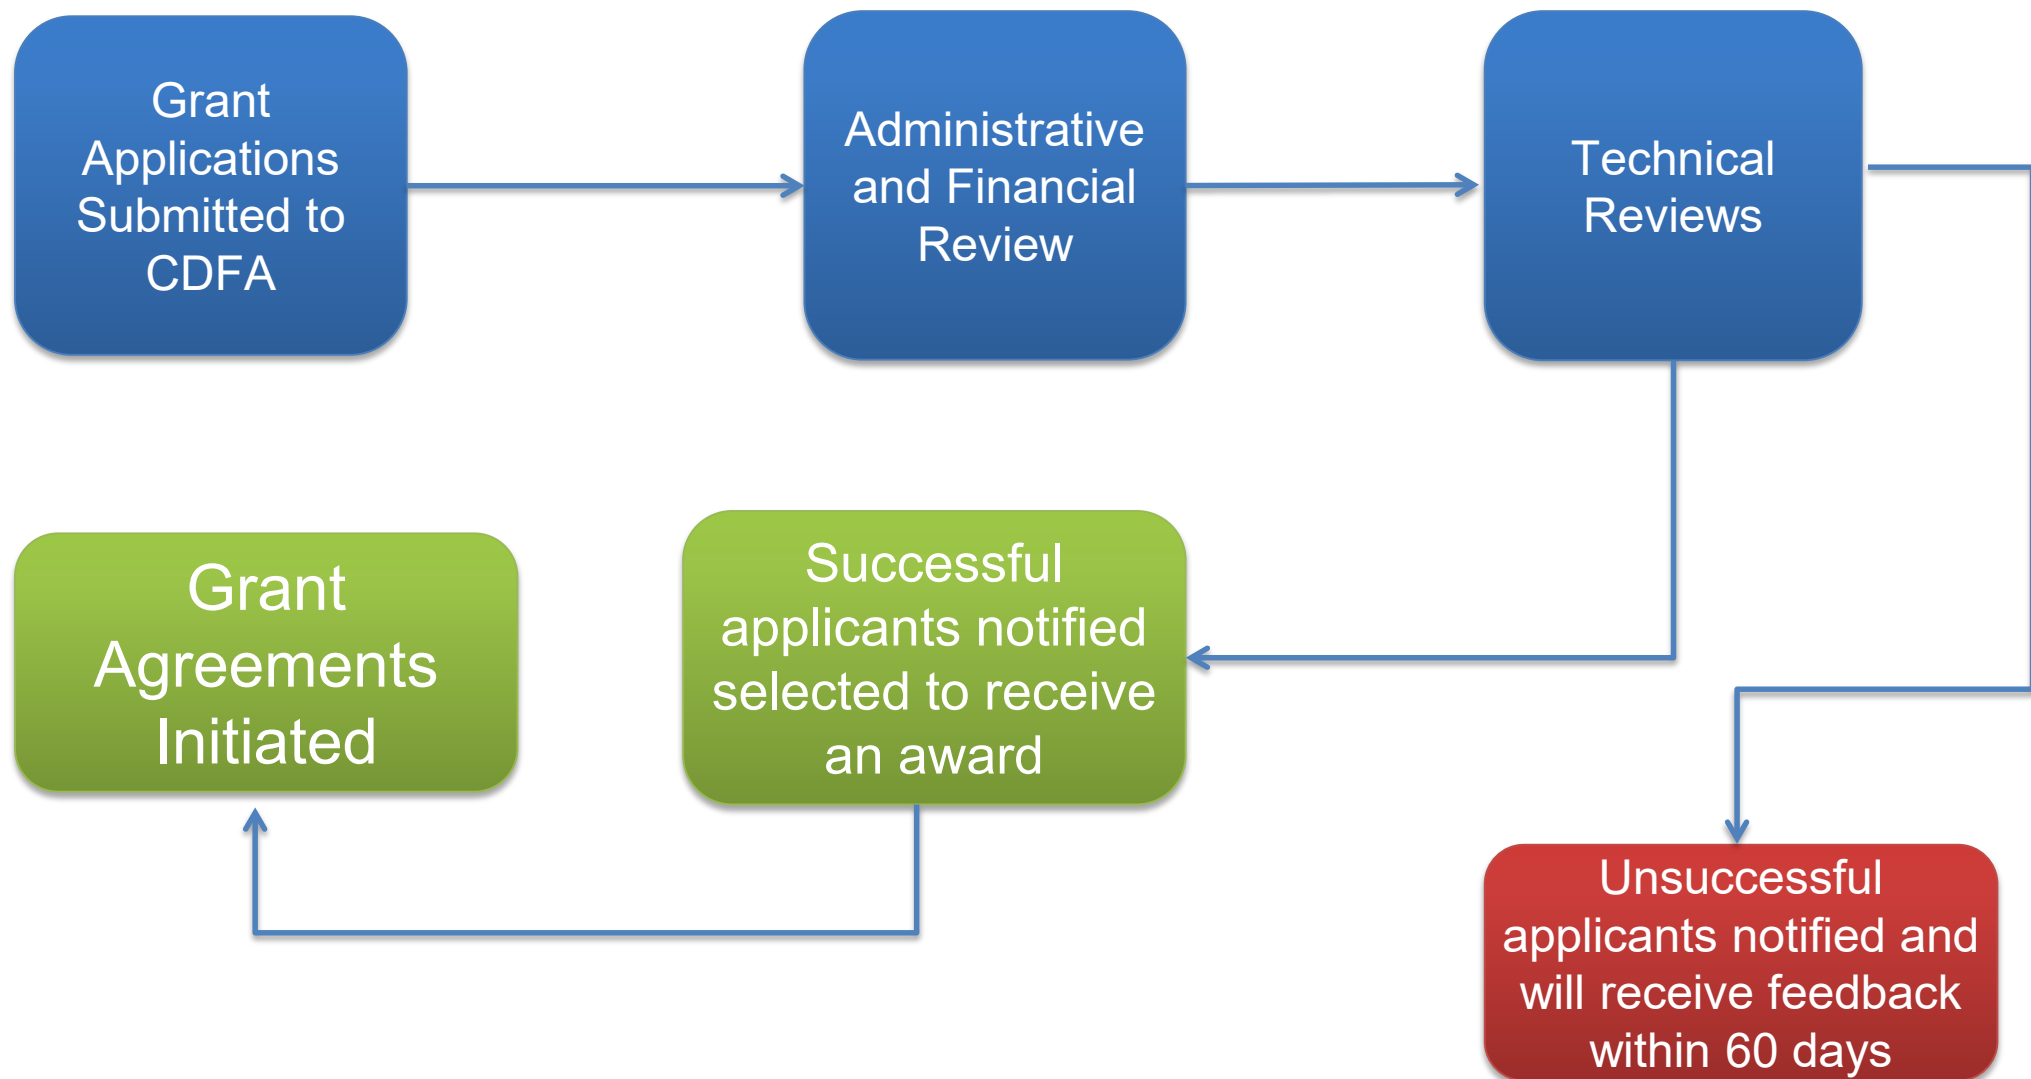 Grant
Applications
Submitted to
CDFA
Administrative
and Financial
Review
Technical
Reviews
Grant
Agreements
Initiated
Successful
applicants notified
selected to receive
an award
Unsuccessful
applicants notified and
will receive feedback
within 60 days